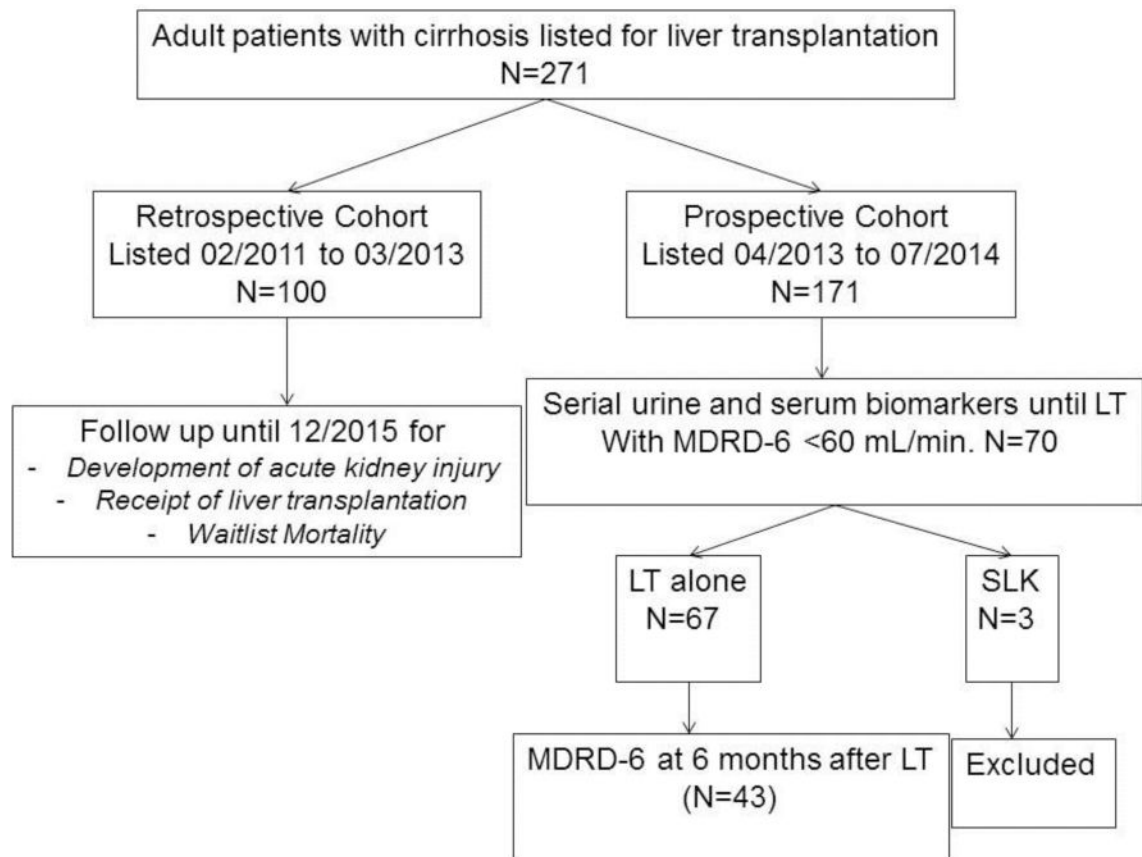 Adult patients with cirrhosis listed for liver transplantation
N=271
Retrospective Cohort
Listed 02/2011 to 03/2013
N=100
Prospective Cohort
Listed 04/2013 to 07/2014
N=171
Follow up until 12/2015 for
- Development of acute kidney injury
- Receipt of liver transplantation
- Waitlist Mortality
Serial urine and serum biomarkers until LT
With MDRD-6 <60 mL/min. N=70
LT alone
N=67
SLK
N=3
MDRD-6 at 6 months after LT
(N=43)
Excluded